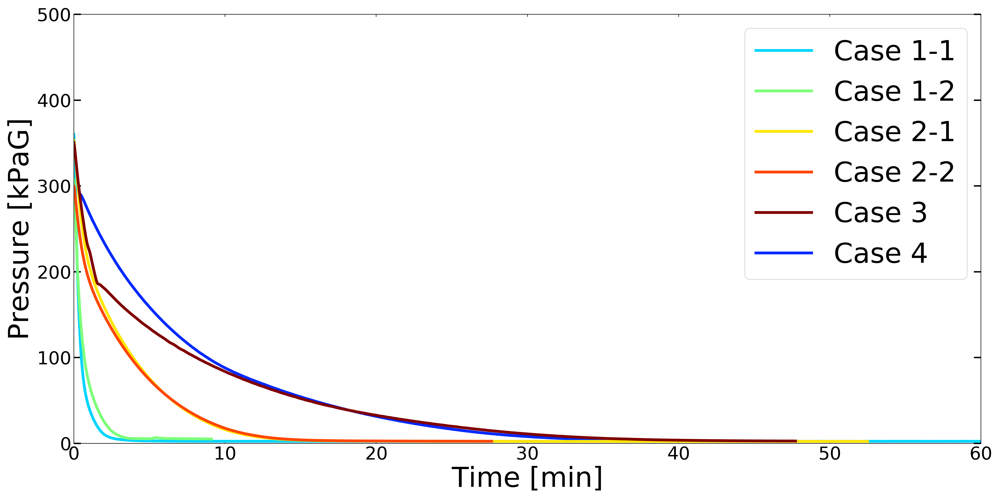 Pressure [kPaG]
500
400
300
200
100
0
0 10 20 30 40 50 60
Time [min]
Case 1-1
Case 1-2
Case 2-1
Case 2-2
Case 3
Case 4